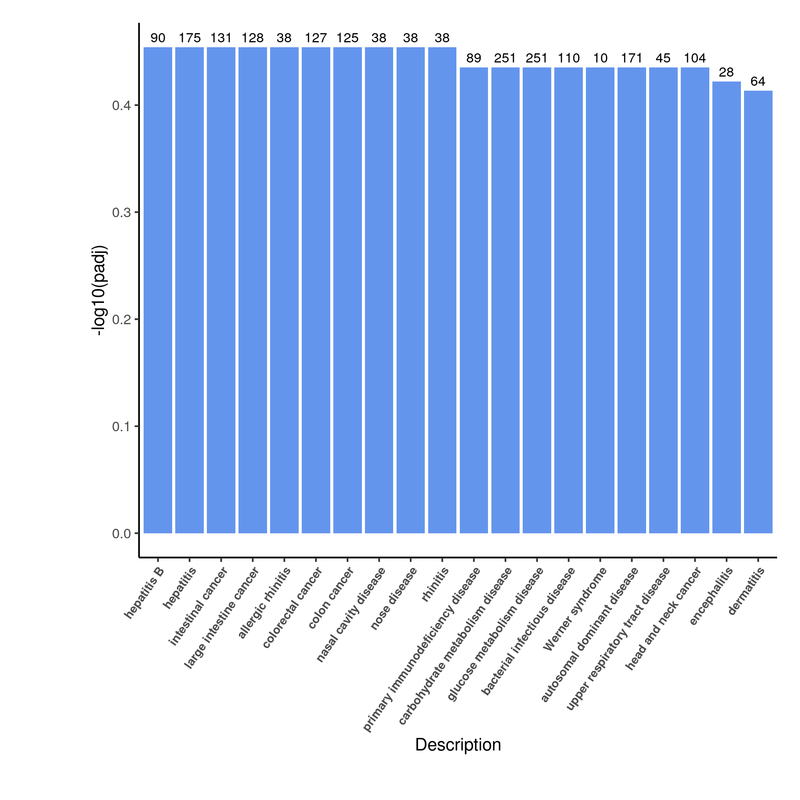 90 175 131 128 38 127 125 38 38 38 89 251 251 110 10 171 45 104 28 64
0.4
0.3
0.2
0.1
0.0
-log10(padj)
hepatitis B
hepatitis
intestinal cancer
large intestine cancer
allergic rhinitis
colorectal cancer
colon cancer
nasal cavity disease
nose disease
rhinitis
primary immunodeficiency disease
carbohydrate metabolism disease
glucose metabolism disease
bacterial infectious disease
Werner syndrome
autosomal dominant disease
upper respiratory tract disease
head and neck cancer
encephalitis
dermatitis
Description